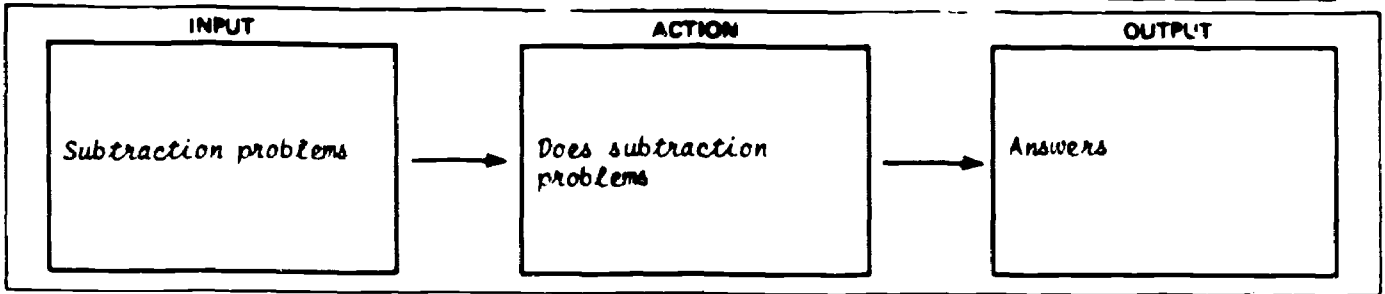 INPUT
ACTION
OUTPUT
Subtraction problems
Does subtraction
problems
Answers